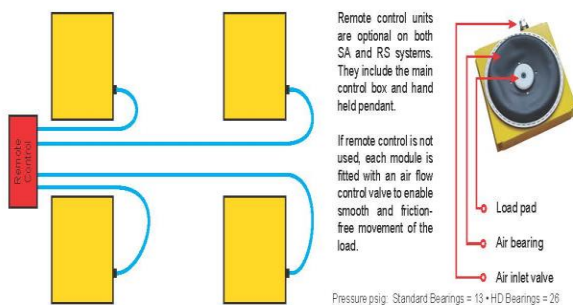 Remote
Control
Remote control units
are optional on both
SA and RS systems.
They include the main
control box and hand
held pendant.
If remote control is not
used, each module is
fitted with an air flow
control valve to enable
smooth and friction-
free movement of the
load.
Load pad
Air bearing
Air inlet valve
Pressure psig: Standard Bearings = 13 • HD Bearings = 26